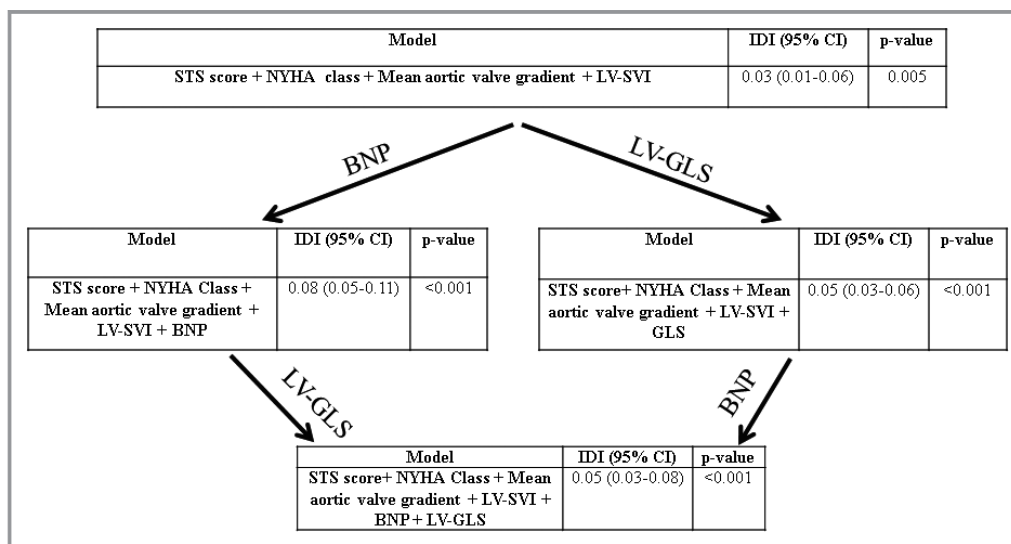 Model IDI (95% CI) p-value
STS score + NYHA class + Mean aortic valve gradient + LV-SVI 0.03 (0.01-0.06) 0.005
BNP LV-GLS
Model IDI (95% CI) p-value
STS score + NYHA Class + 0.08 (0.05-0.11) <0.001
Mean aortic valve gradient +
LV-SVI + BNP
Model IDI (95% CI) p-value
STS score+ NYHA Class + Mean 0.05 (0.03-0.06) <0.001
aortic valve gradient + LV-SVI +
GLS
LV-GLS BNP
Model IDI (95% CI) p-value
STS score+ NYHA Class + Mean 0.05 (0.03-0.08) <0.001
aortic valve gradient + LV-SVI +
BNP+ LV-GLS